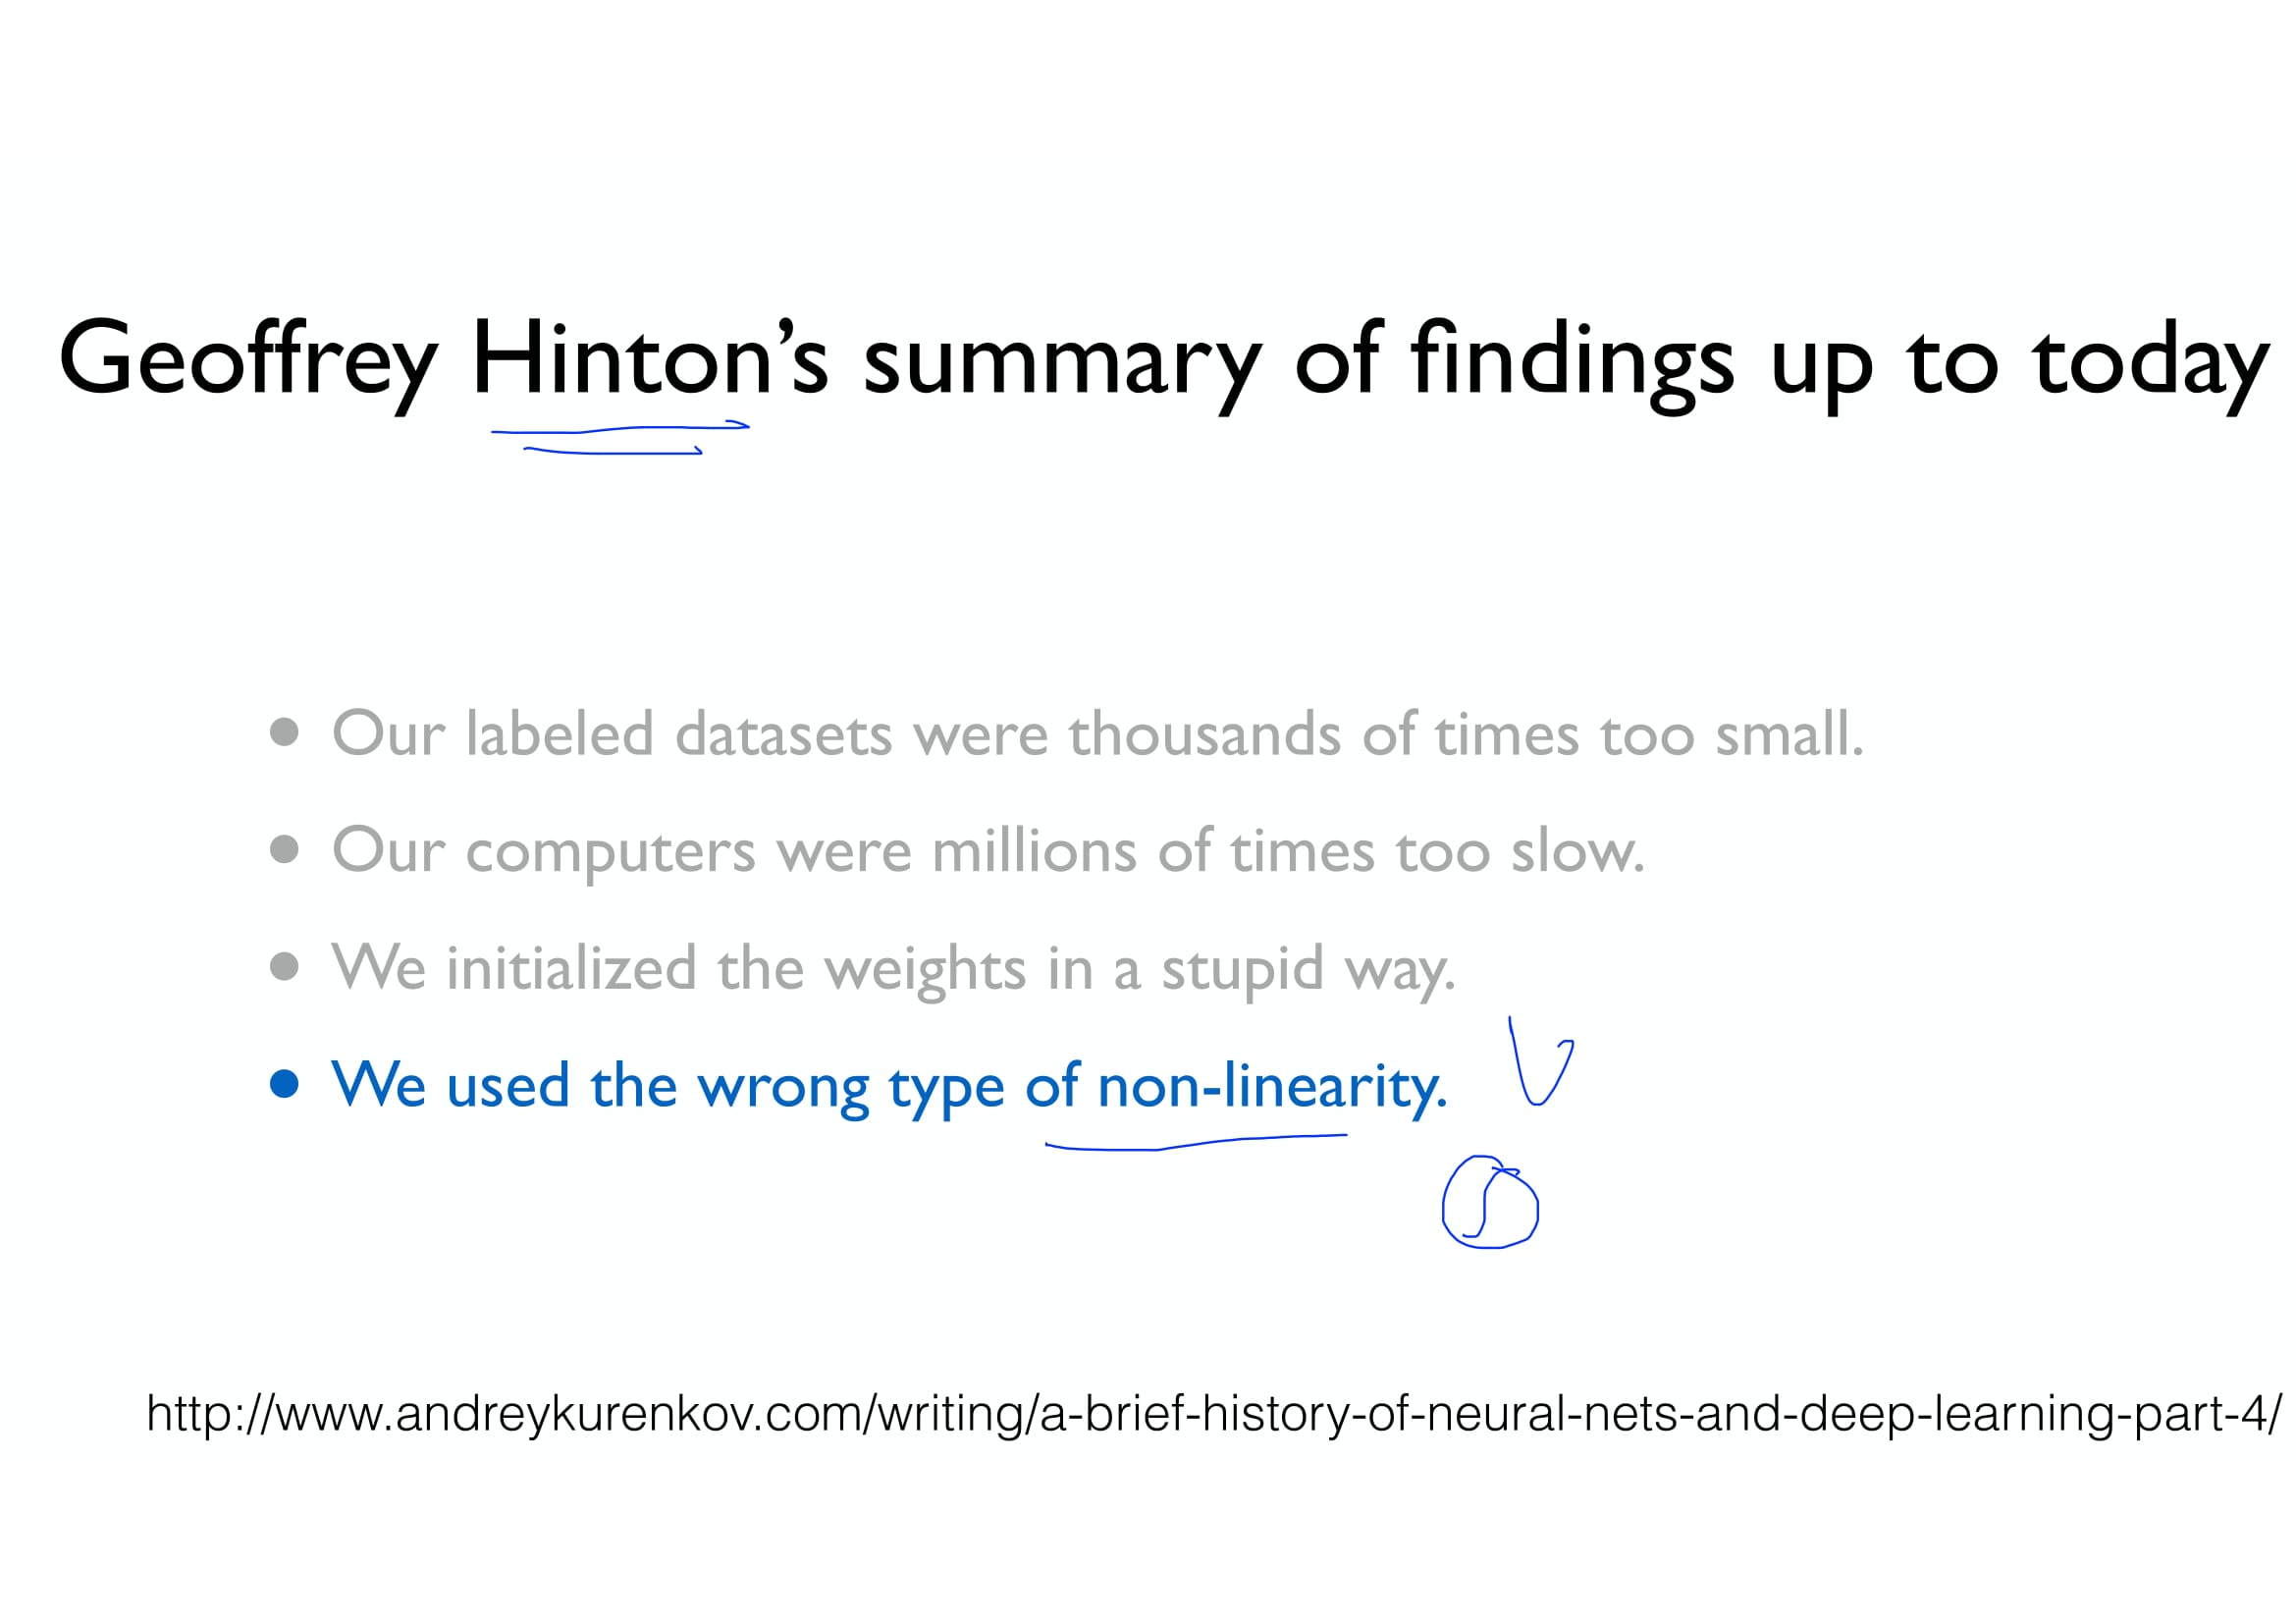 Geoffrey Hinton’s summary of findings up to today
• Our labeled datasets were thousands of times too small.
• Our computers were millions of times too slow.
• We initialized the weights in a stupid way.
• We used the wrong type of non-linearity.
http://www.andreykurenkov.com/writing/a-brief-history-of-neural-nets-and-deep-learning-part-4/